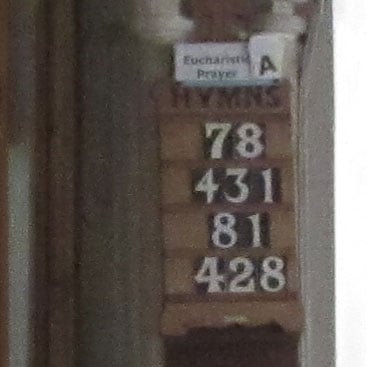 Eucharistic A
Prayer
HYMNS
78
431
81
428